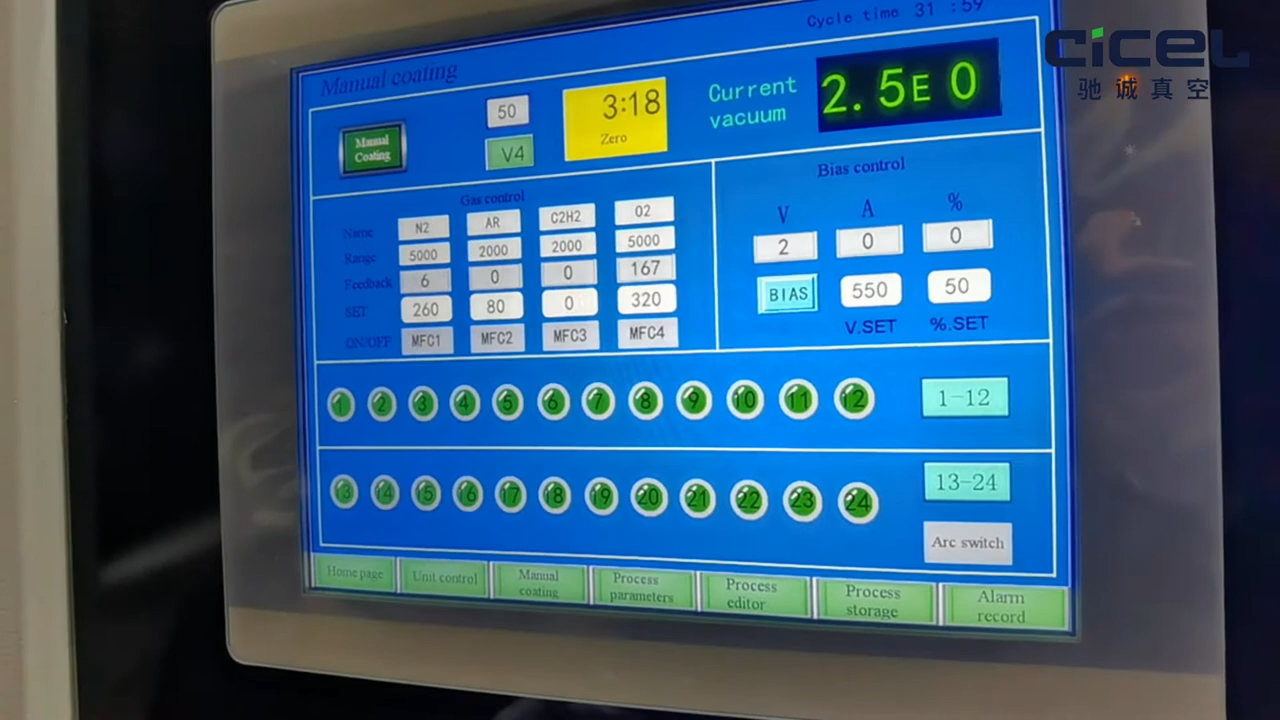 Cycle time 31 :59
cicel
驰诚真空
Manual coating
Manual
Coating
50
V4
3:18
Zero
Current
vacuum
2.5E 0
Gas control
Name N2 AR C2H2 O2
Range 5000 2000 2000 5000
Feedback 6 0 0 167
SET 260 80 0 320
ON/OFF MFC1 MFC2 MFC3 MFC4
Bias control
V A %
2 0 0
BIAS 550 50
V.SET %.SET
1 2 3 4 5 6 7 8 9 10 11 12 1-12
13 14 15 16 17 18 19 20 21 22 23 24 13-24
Arc switch
Home page
Unit control
Manual
coating
Process
parameters
Process
editor
Process
storage
Alarm
record